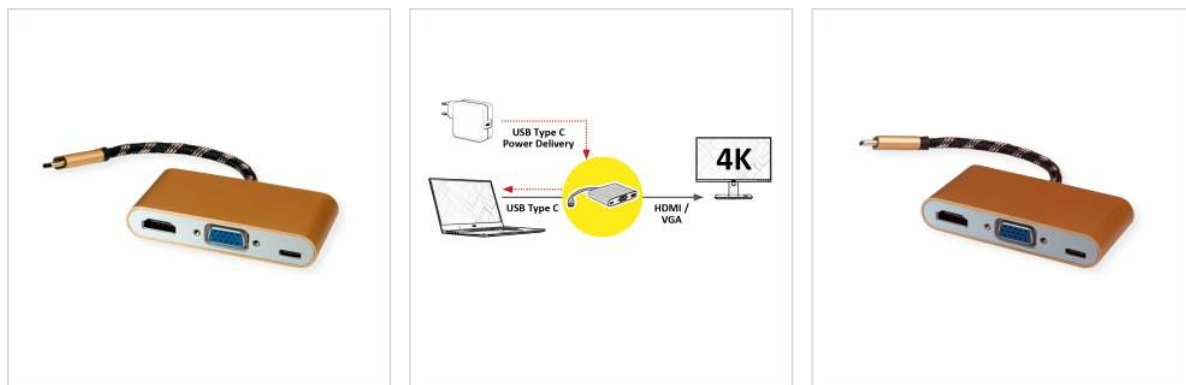 USB Type C
Power Delivery
4K
USB Type C
HDMI /
VGA